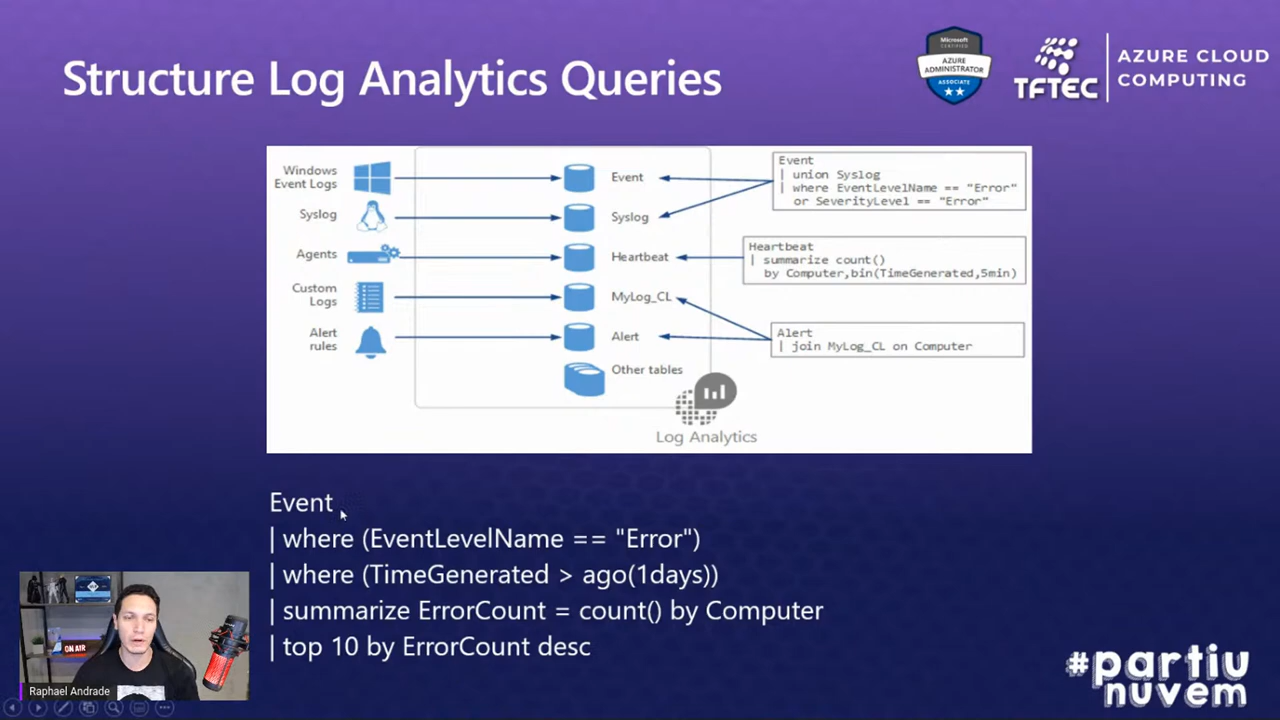 Structure Log Analytics Queries
Microsoft
CERTIFIED
AZURE
ADMINISTRATOR
ASSOCIATE
TFTEC
AZURE CLOUD
COMPUTING
Windows
Event Logs
Syslog
Agents
Custom
Logs
Alert
rules
Event
Syslog
Heartbeat
MyLog_CL
Alert
Other tables
Log Analytics
Event
| union Syslog
| where EventLevelName == "Error"
or SeverityLevel == "Error"
Heartbeat
| summarize count()
by Computer,bin(TimeGenerated,5min)
Alert
| join MyLog_CL on Computer
Event
| where (EventLevelName == "Error")
| where (TimeGenerated > ago(1days))
| summarize ErrorCount = count() by Computer
| top 10 by ErrorCount desc
ON AIR
Raphael Andrade
#partiu
nuvem